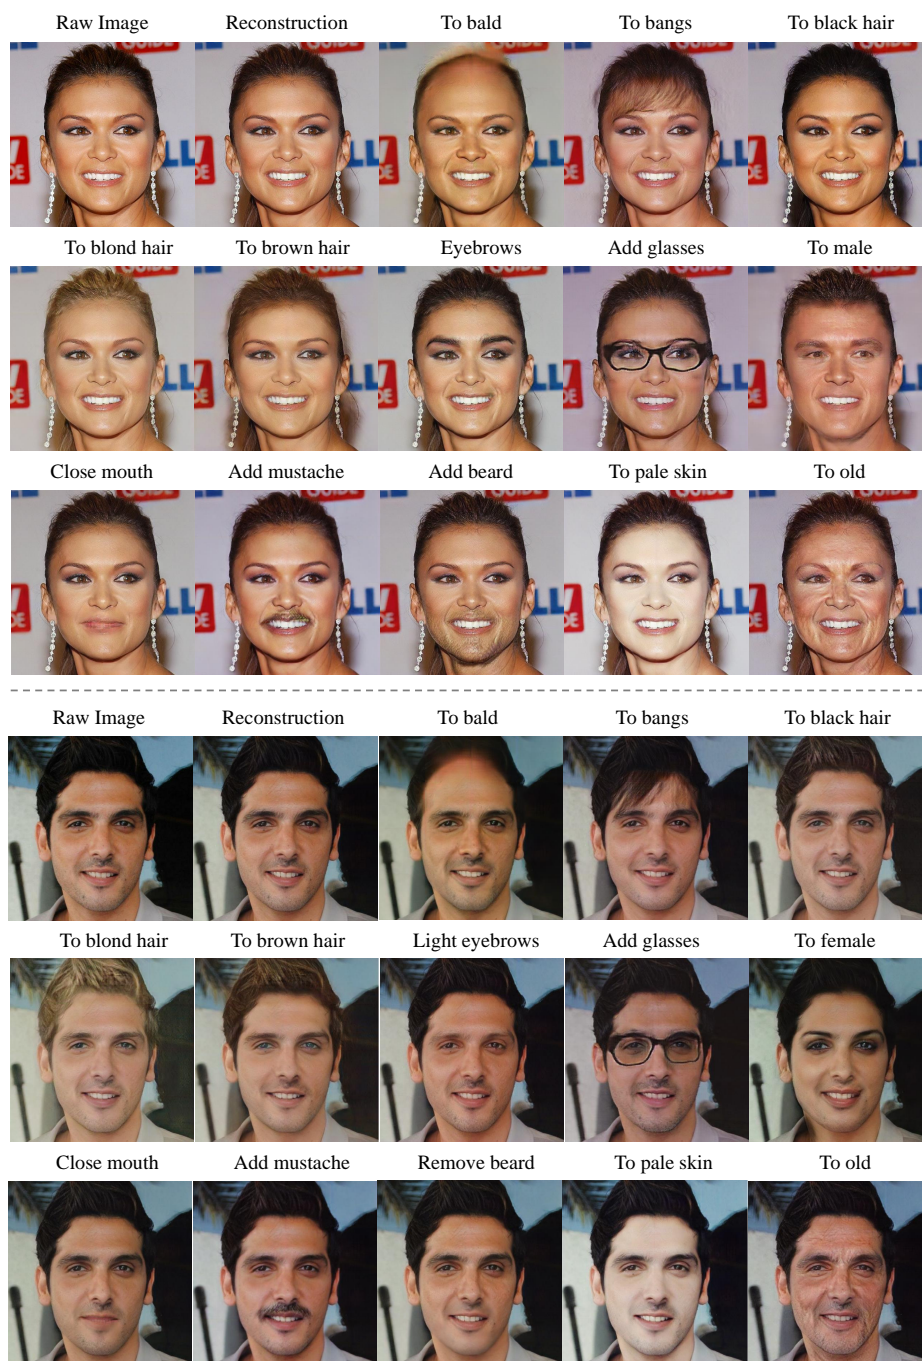 Raw Image Reconstruction To bald To bangs To black hair
To blond hair To brown hair Eyebrows Add glasses To male
Close mouth Add mustache Add beard To pale skin To old
Raw Image Reconstruction To bald To bangs To black hair
To blond hair To brown hair Light eyebrows Add glasses To female
Close mouth Add mustache Remove beard To pale skin To old